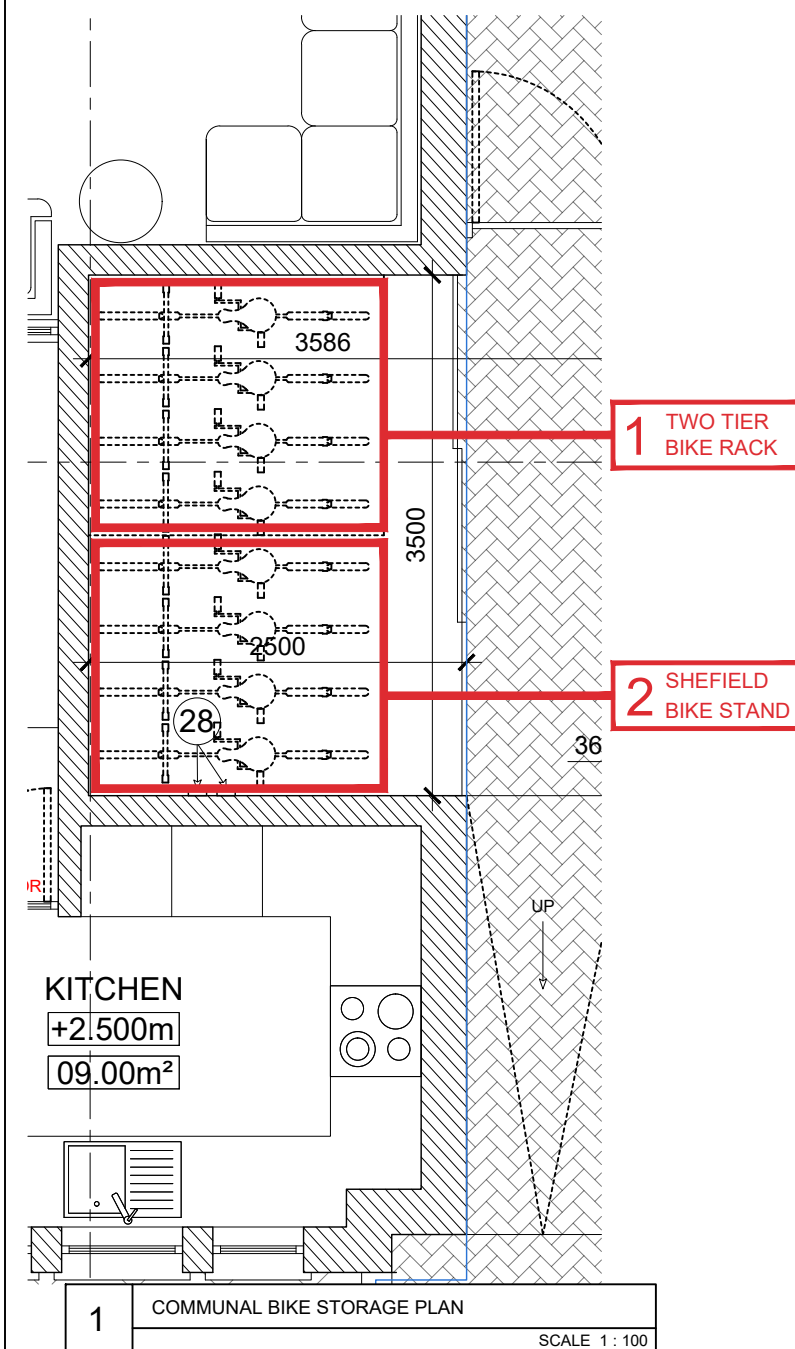 3586
1 TWO TIER
BIKE RACK
3500
2500
2 SHEFIELD
BIKE STAND
28
36
UP
KITCHEN
+2.500m
09.00m²
1 COMMUNAL BIKE STORAGE PLAN
SCALE 1 : 100